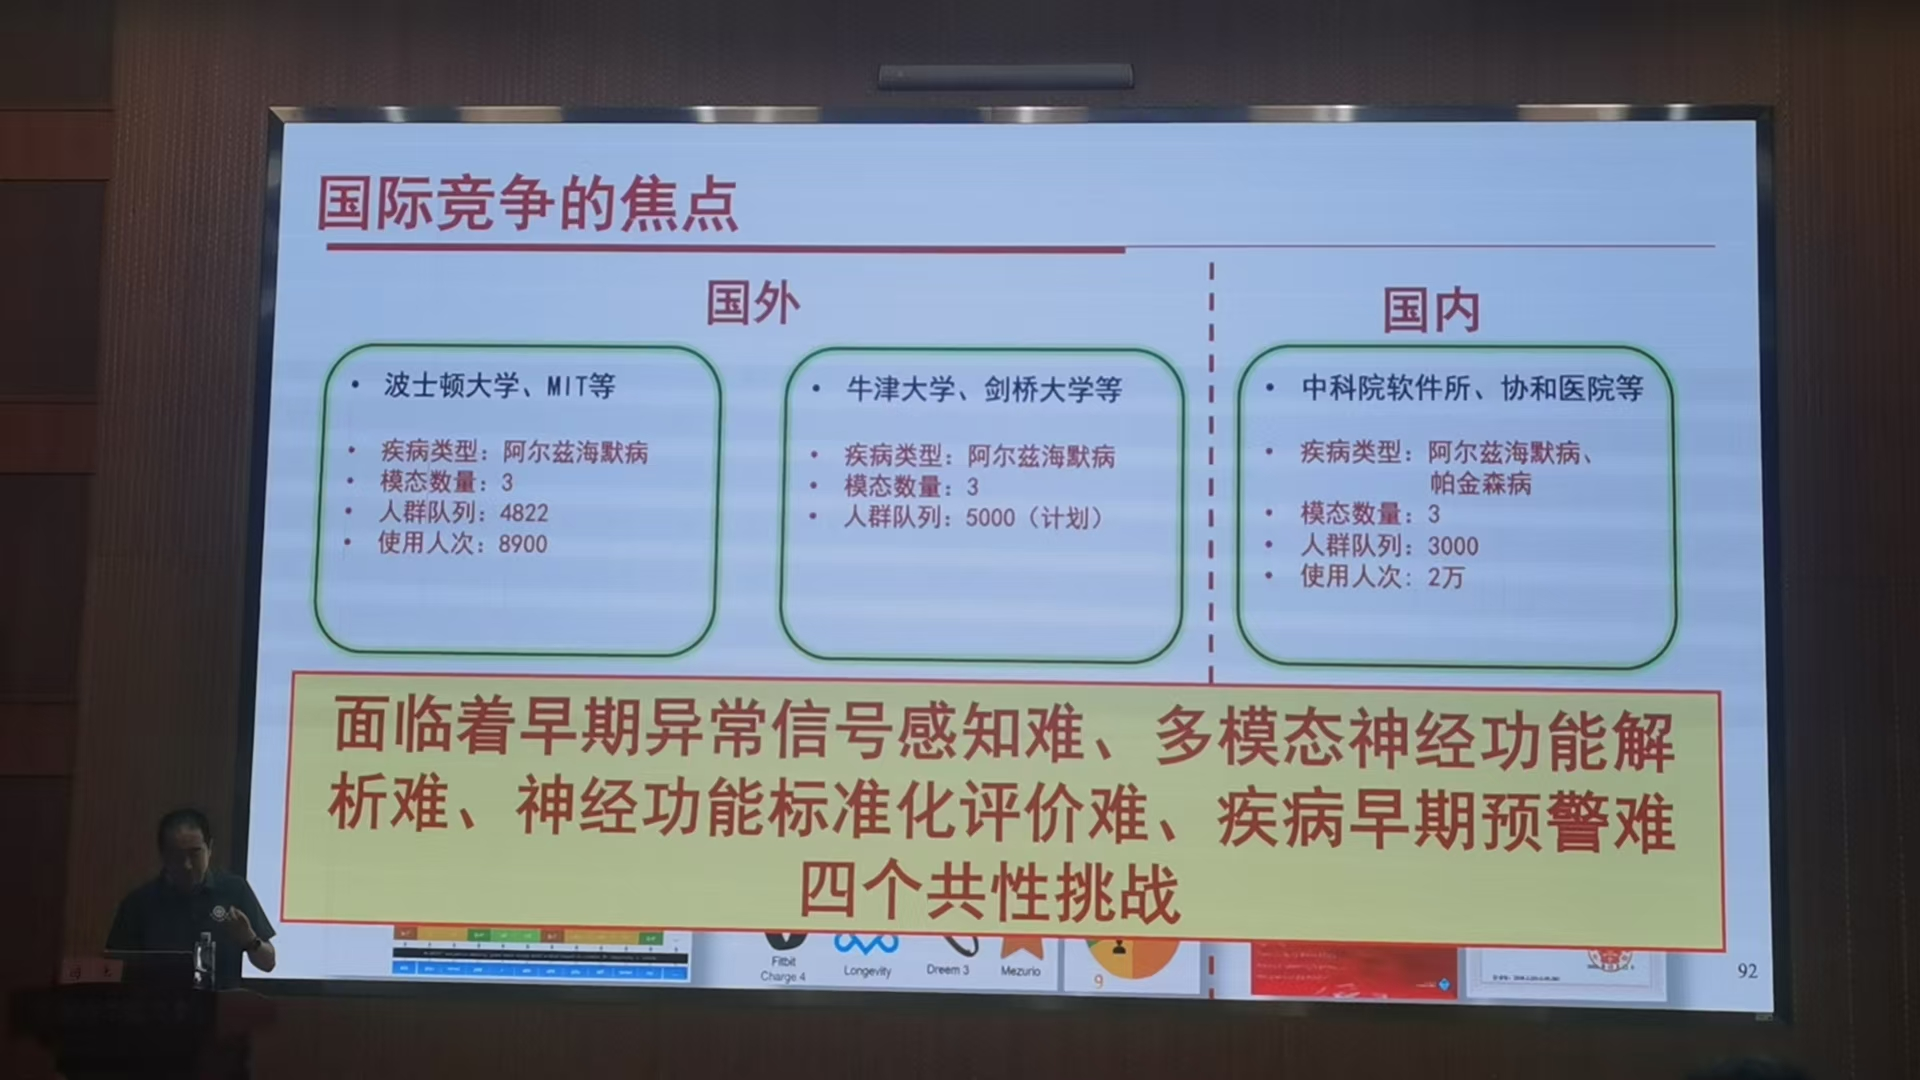 国际竞争的焦点
国外
国内
• 波士顿大学、MIT等
• 疾病类型：阿尔兹海默病
• 模态数量：3
• 人群队列：4822
• 使用人次：8900
• 牛津大学、剑桥大学等
• 疾病类型：阿尔兹海默病
• 模态数量：3
• 人群队列：5000（计划）
• 中科院软件所、协和医院等
• 疾病类型：阿尔兹海默病、
帕金森病
• 模态数量：3
• 人群队列：3000
• 使用人次：2万
面临着早期异常信号感知难、多模态神经功能解
析难、神经功能标准化评价难、疾病早期预警难
四个共性挑战
Fitbit
Charge 4
Longevity
Dreem 3
Mezurio
9
92